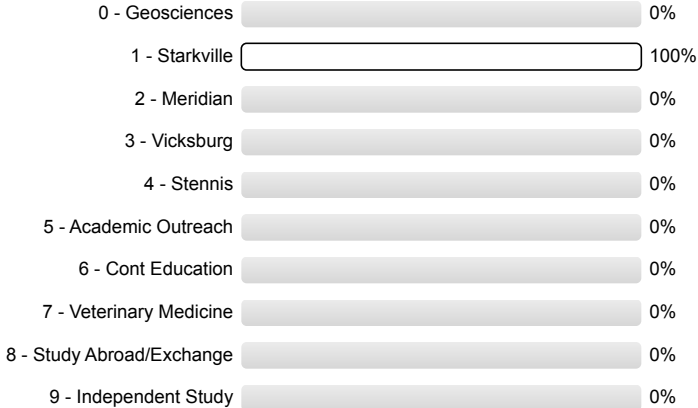 0 - Geosciences 0%
1 - Starkville 100%
2 - Meridian 0%
3 - Vicksburg 0%
4 - Stennis 0%
5 - Academic Outreach 0%
6 - Cont Education 0%
7 - Veterinary Medicine 0%
8 - Study Abroad/Exchange 0%
9 - Independent Study 0%